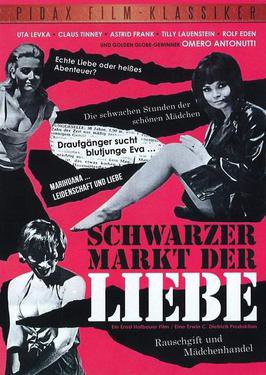 PIDAX FILM-KLASSIKER
UTA LEVKA • CLAUS TINNEY • ASTRID FRANK • TILLY LAUENSTEIN • ROLF EDEN
UND GOLDEN GLOBE-GEWINNER OMERO ANTONUTTI
Echte Liebe oder heißes
Abenteuer?
Die schwachen Stunden der
schönen Mädchen
Draufgänger sucht
blutjunge Eva ...
MARIHUANA ...
LEIDENSCHAFT UND LIEBE
SCHWARZER
MARKT DER
LIEBE
Ein Ernst Hofbauer Film / Eine Erwin C. Dietrich Produktion
Rauschgift und
Mädchenhandel